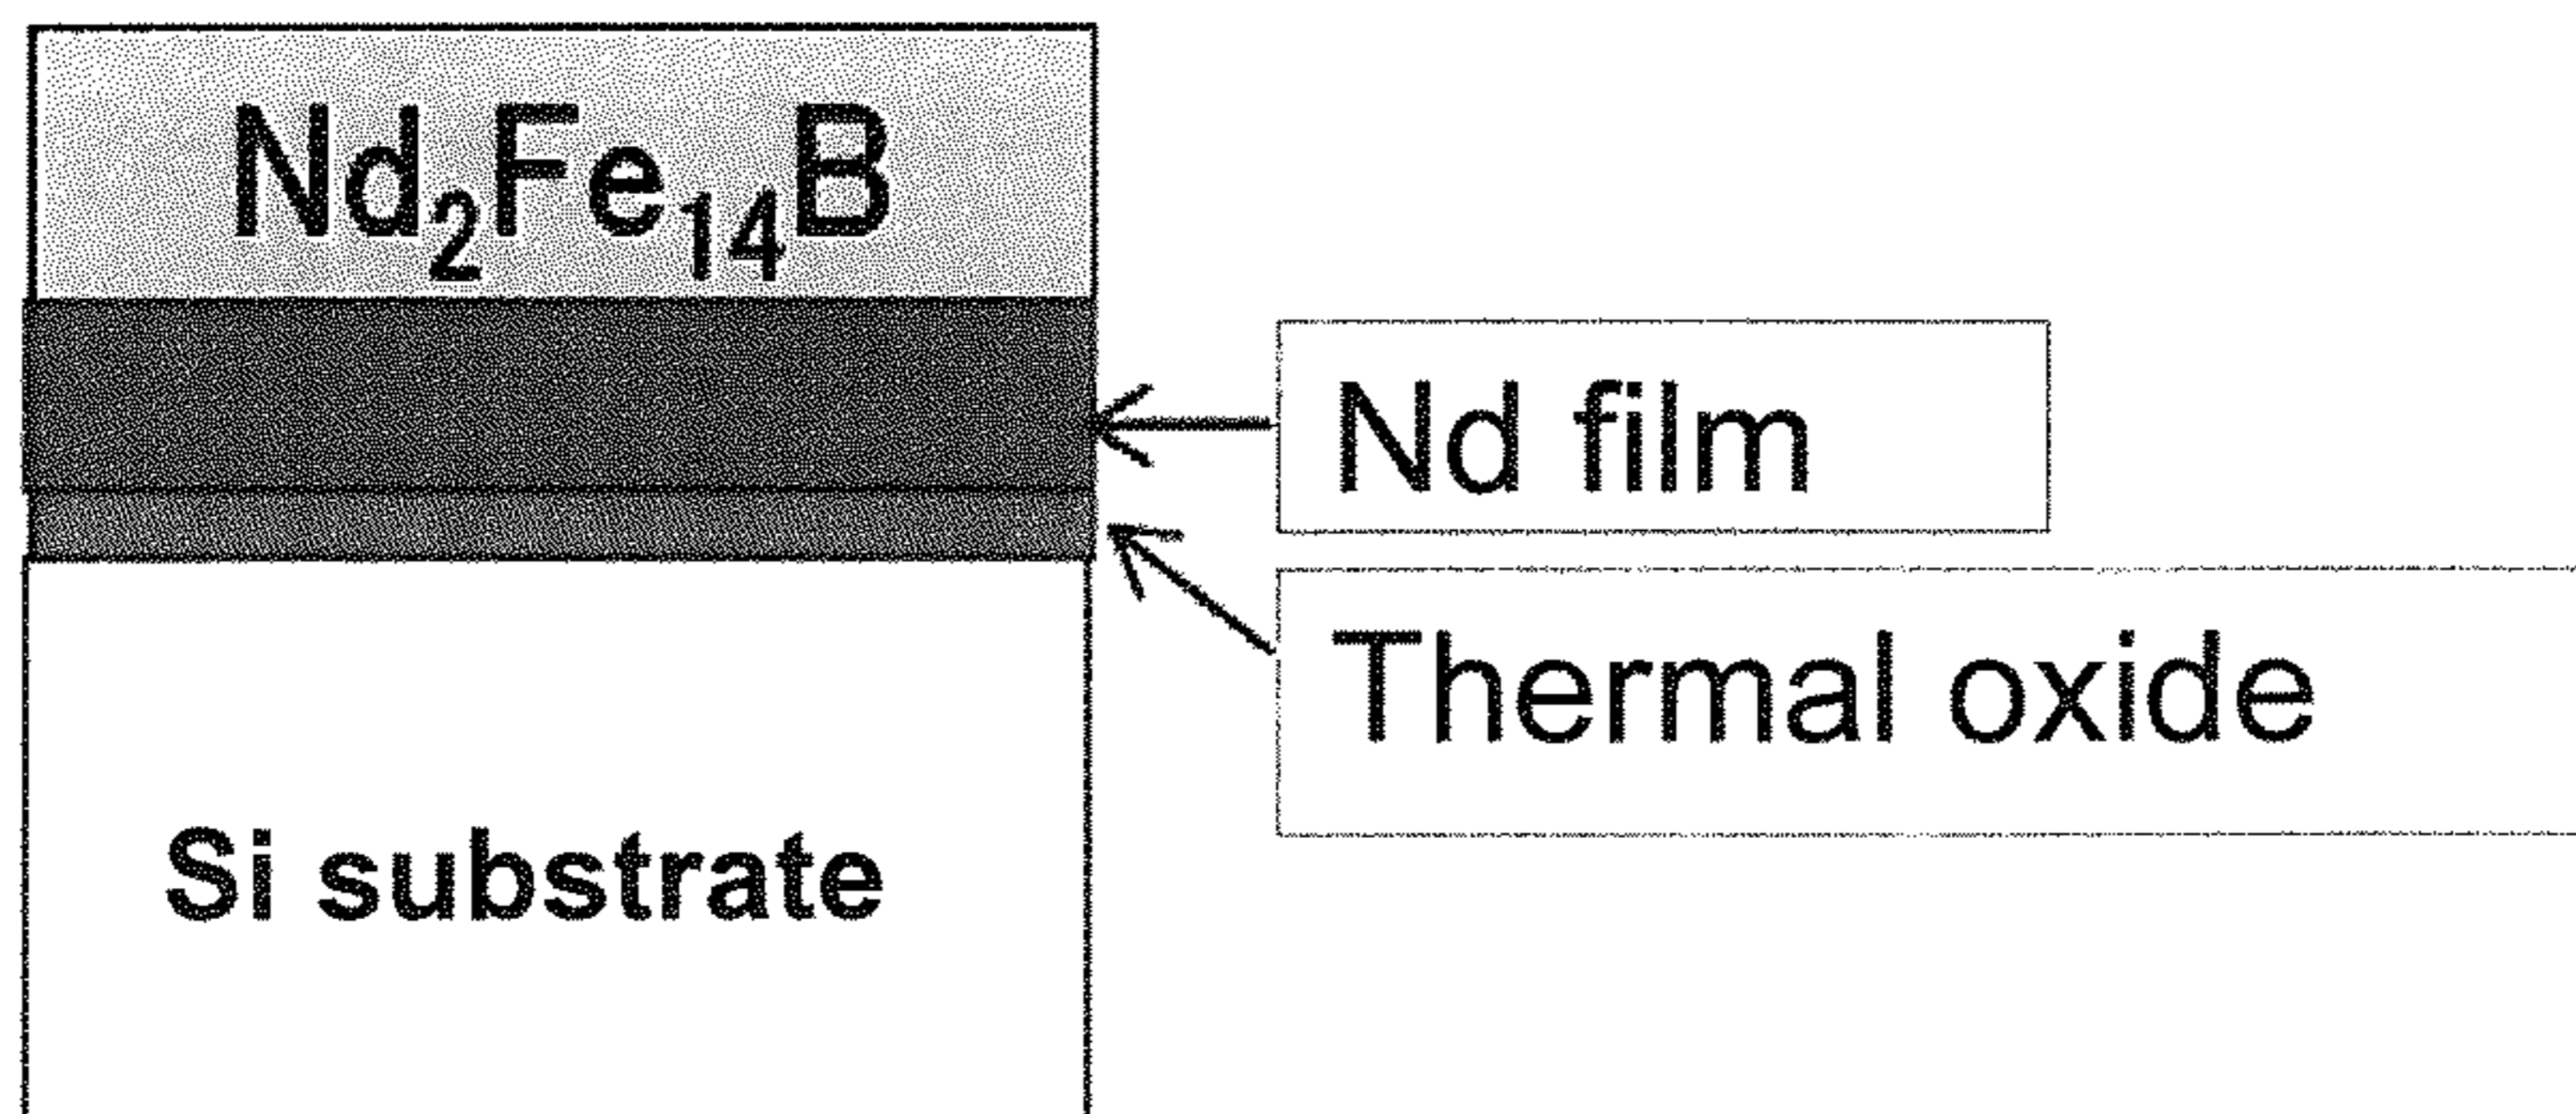 Nd₂Fe₁₄B
Nd film
Thermal oxide
Si substrate